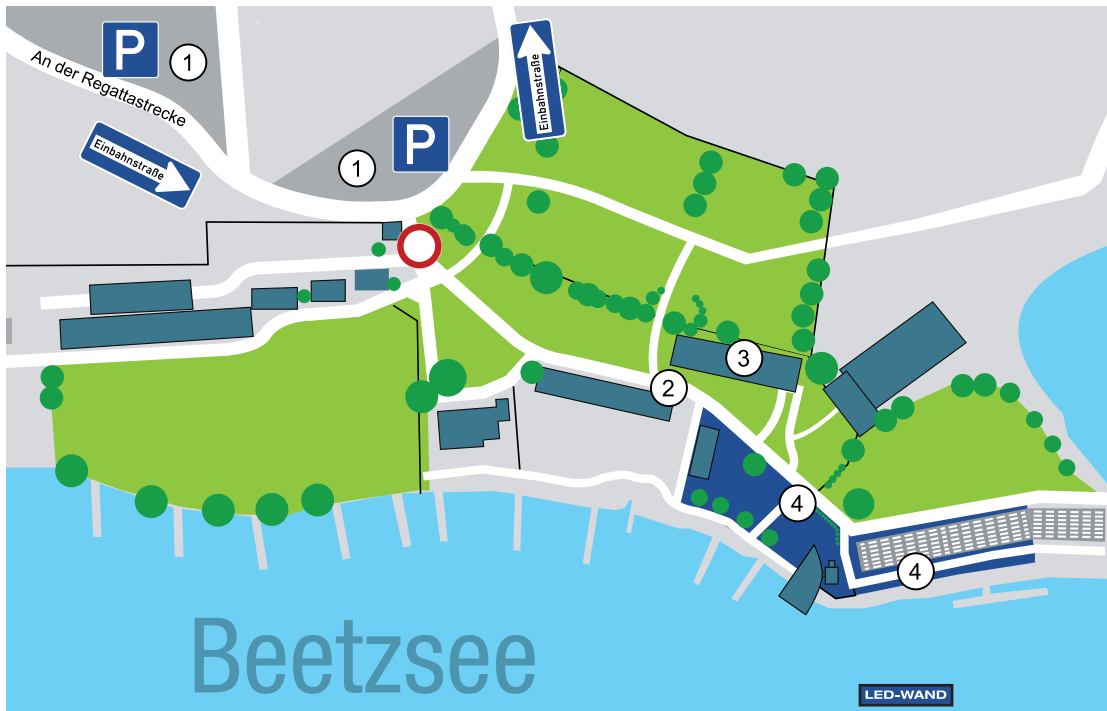 P
1
An der Regattastrecke
Einbahnstraße
Einbahnstraße
P
1
3
2
4
4
Beetzsee
LED-WAND